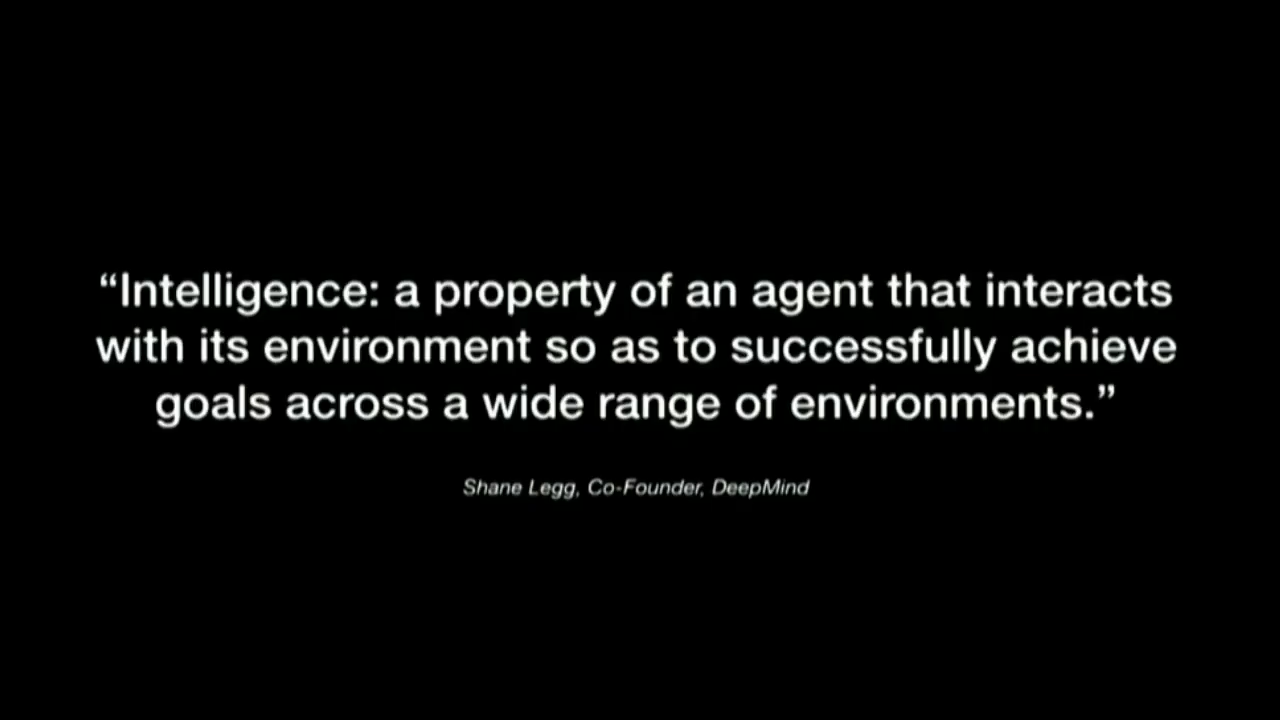 “Intelligence: a property of an agent that interacts
with its environment so as to successfully achieve
goals across a wide range of environments.”
Shane Legg, Co-Founder, DeepMind